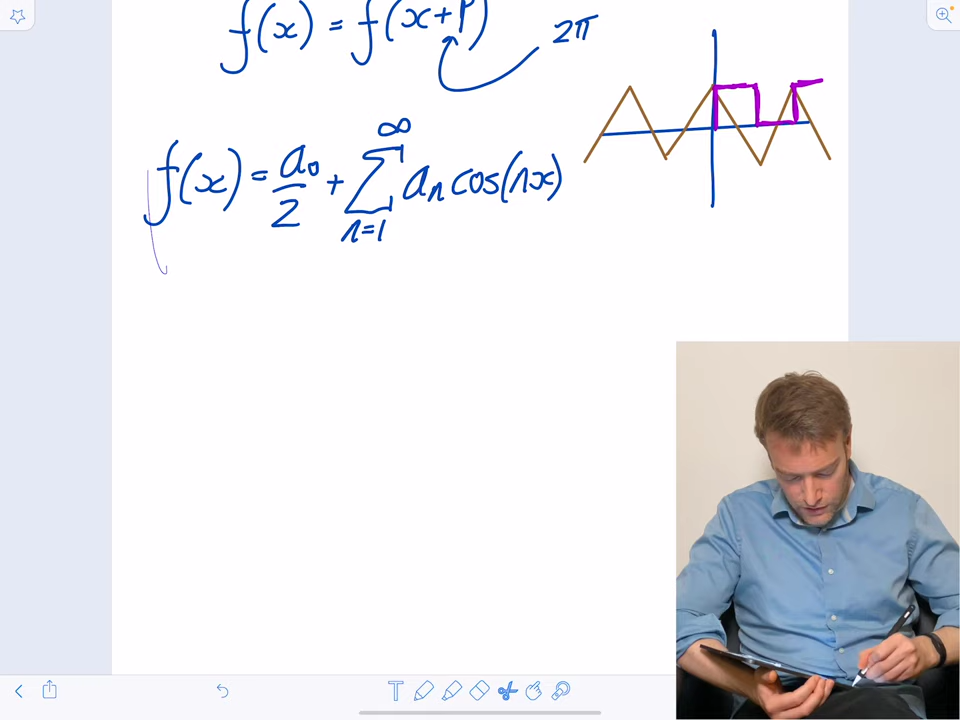 f(x) = f(x+P)
2π
f(x) = a₀/2 + ∑ₙ₌₁^∞ aₙ cos(nx)
T